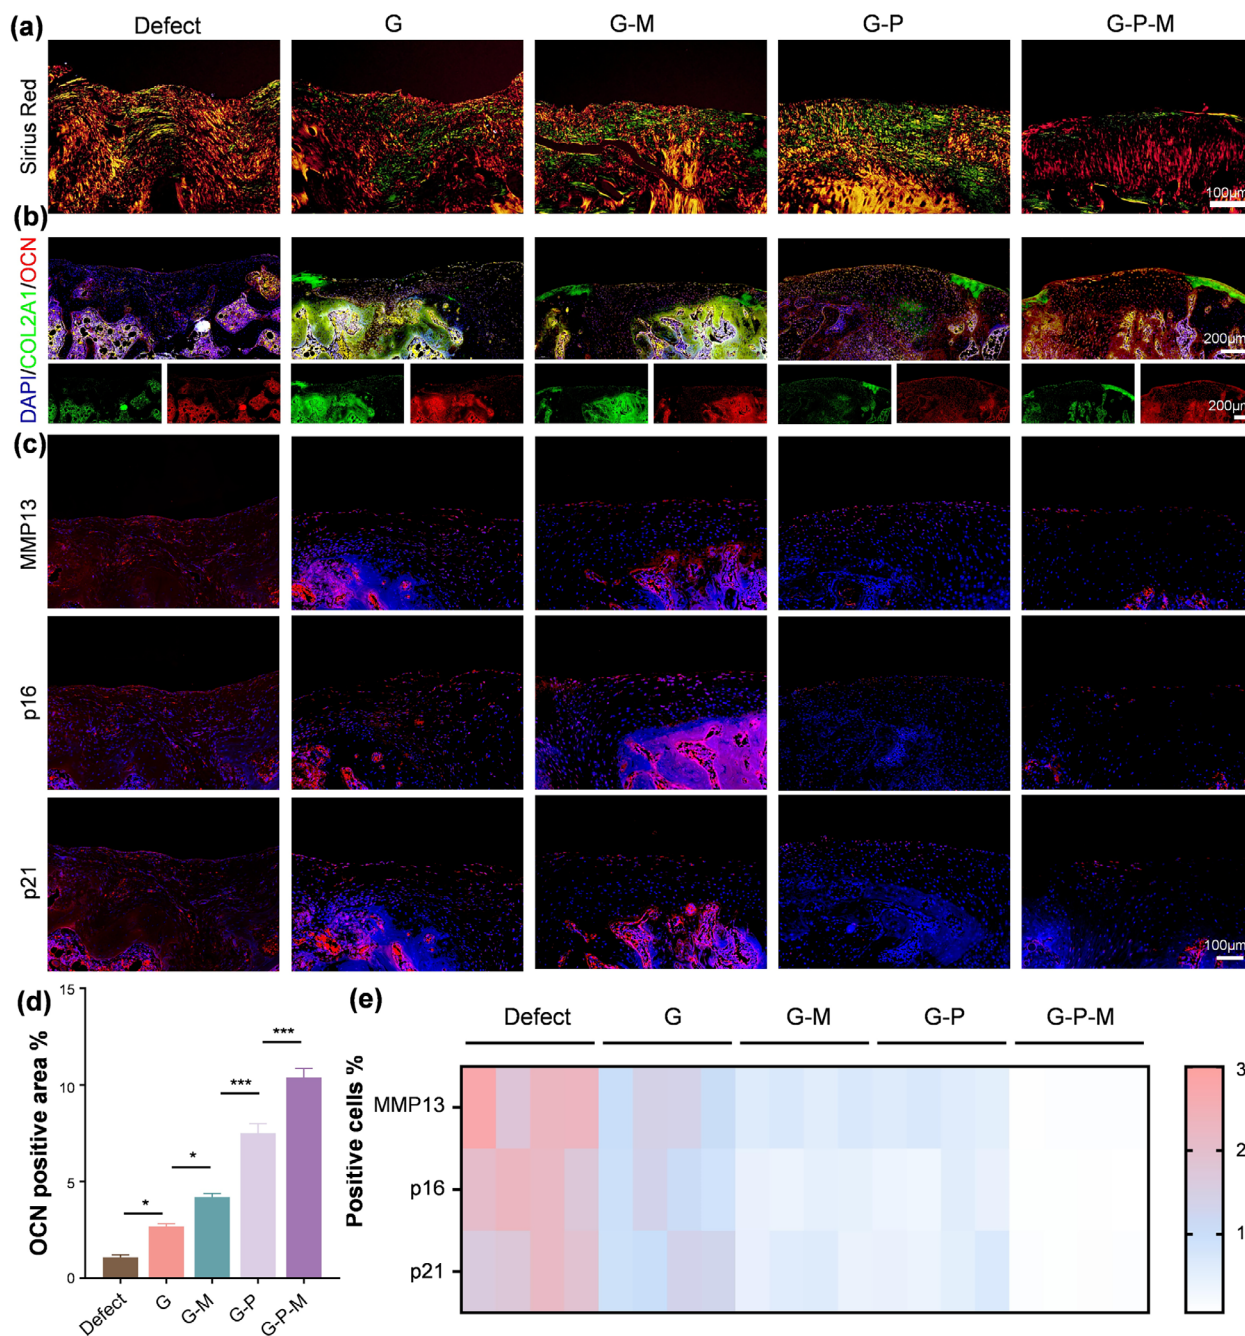 (a)
Defect
G
G-M
G-P
G-P-M
Sirius Red
100μm
(b)
DAPI/COL2A1/OCN
200μm
200μm
(c)
MMP13
p16
p21
100μm
(d)
15
10
5
0
OCN positive area %
*
*
***
***
Defect
G
G-M
G-P
G-P-M
(e)
Defect
G
G-M
G-P
G-P-M
Positive cells %
MMP13
p16
p21
3
2
1